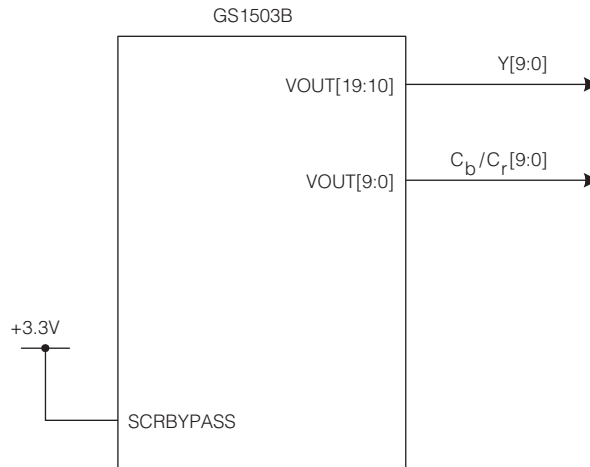 GS1503B
VOUT[19:10]
Y[9:0]
VOUT[9:0]
Cb/Cr[9:0]
+3.3V
SCRBYPASS